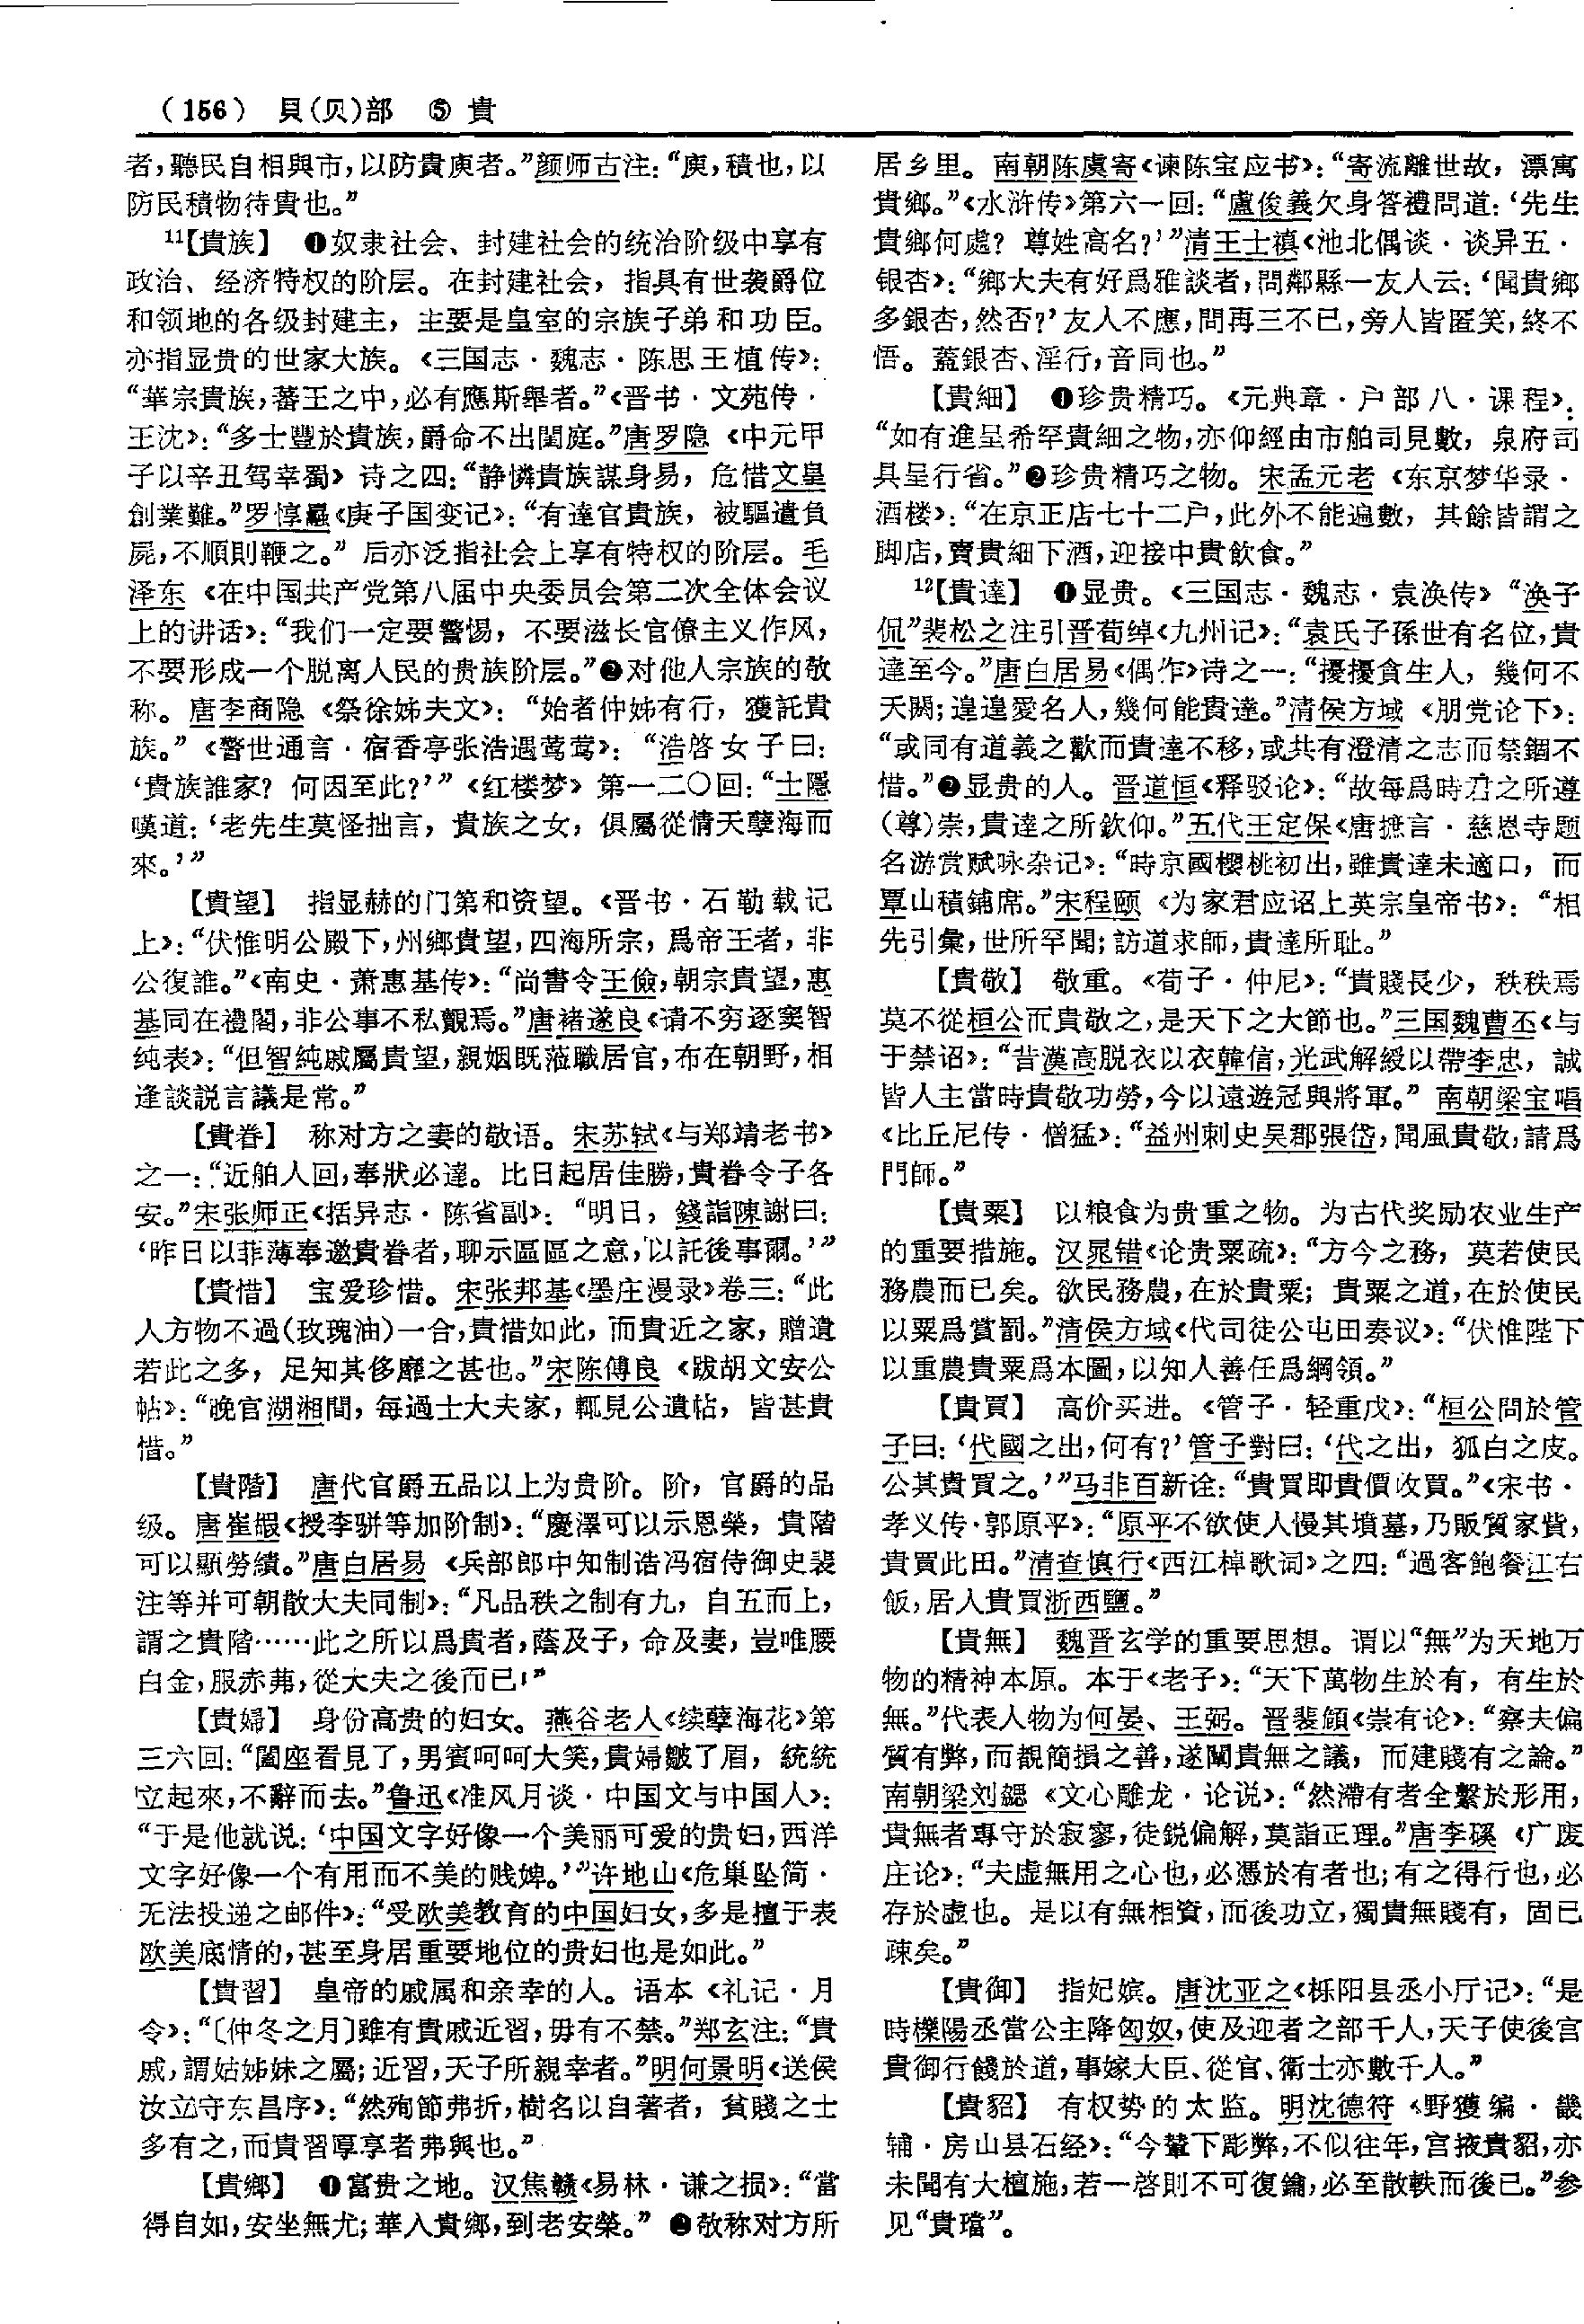 （156） 貝（贝）部 ⑤ 貴
者，聽民自相與市，以防貴庾者。”颜师古注：“庾，積也，以
防民積物待貴也。”
11【貴族】 ❶奴隶社会、封建社会的统治阶级中享有
政治、经济特权的阶层。在封建社会，指具有世袭爵位
和领地的各级封建主，主要是皇室的宗族子弟和功臣。
亦指显贵的世家大族。《三国志·魏志·陈思王植传》：
“華宗貴族，蕃王之中，必有應斯舉者。”《晋书·文苑传·
王沈》：“多士豐於貴族，爵命不出閨庭。”唐罗隐《中元甲
子以辛丑驾幸蜀》诗之四：“静憐貴族謀身易，危惜文皇
創業難。”罗惇曧《庚子国变记》：“有達官貴族，被驅遣負
屍，不順則鞭之。”后亦泛指社会上享有特权的阶层。毛
泽东《在中国共产党第八届中央委员会第二次全体会议
上的讲话》：“我们一定要警惕，不要滋长官僚主义作风，
不要形成一个脱离人民的贵族阶层。”❷对他人宗族的敬
称。唐李商隐《祭徐姊夫文》：“始者仲姊有行，獲託貴
族。”《警世通言·宿香亭张浩遇莺莺》：“浩啓女子曰：
‘貴族誰家？何因至此？’”《红楼梦》第一二〇回：“士隱
嘆道：‘老先生莫怪拙言，貴族之女，俱屬從情天孽海而
來。’”
【貴望】 指显赫的门第和资望。《晋书·石勒载记
上》：“伏惟明公殿下，州鄉貴望，四海所宗，爲帝王者，非
公復誰。”《南史·萧惠基传》：“尚書令王儉，朝宗貴望，惠
基同在禮閣，非公事不私覿焉。”唐褚遂良《请不穷逐窦智
纯表》：“但智純戚屬貴望，親姻既蒞職居官，布在朝野，相
逢談説言議是常。”
【貴眷】 称对方之妻的敬语。宋苏轼《与郑靖老书》
之一：“近舶人回，奉狀必達。比日起居佳勝，貴眷令子各
安。”宋张师正《括异志·陈省副》：“明日，錢詣陳謝曰：
‘昨日以菲薄奉邀貴眷者，聊示區區之意，以託後事爾。’”
【貴惜】 宝爱珍惜。宋张邦基《墨庄漫录》卷三：“此
人方物不過（玫瑰油）一合，貴惜如此，而貴近之家，贈遺
若此之多，足知其侈靡之甚也。”宋陈傅良《跋胡文安公
帖》：“晚官湖湘間，每過士大夫家，輒見公遺帖，皆甚貴
惜。”
【貴階】 唐代官爵五品以上为贵阶。阶，官爵的品
级。唐崔嘏《授李骈等加阶制》：“慶澤可以示恩榮，貴階
可以顯勞績。”唐白居易《兵部郎中知制诰冯宿侍御史裴
注等并可朝散大夫同制》：“凡品秩之制有九，自五而上，
謂之貴階……此之所以爲貴者，蔭及子，命及妻，豈唯腰
白金，服赤茀，從大夫之後而已！”
【貴婦】 身份高贵的妇女。燕谷老人《续孽海花》第
三六回：“闔座看見了，男賓呵呵大笑，貴婦皺了眉，統統
立起來，不辭而去。”鲁迅《准风月谈·中国文与中国人》：
“于是他就说：‘中国文字好像一个美丽可爱的贵妇，西洋
文字好像一个有用而不美的贱婢。’”许地山《危巢坠简·
无法投递之邮件》：“受欧美教育的中国妇女，多是擅于表
欧美底情的，甚至身居重要地位的贵妇也是如此。”
【貴習】 皇帝的戚属和亲幸的人。语本《礼记·月
令》：“〔仲冬之月〕雖有貴戚近習，毋有不禁。”郑玄注：“貴
戚，謂姑姊妹之屬；近習，天子所親幸者。”明何景明《送侯
汝立守东昌序》：“然殉節弗折，樹名以自著者，貧賤之士
多有之，而貴習厚享者弗與也。”
【貴鄉】 ❶富贵之地。汉焦赣《易林·谦之损》：“當
得自如，安坐無尤；華入貴鄉，到老安榮。”❷敬称对方所
居乡里。南朝陈虞寄《谏陈宝应书》：“寄流離世故，漂寓
貴鄉。”《水浒传》第六一回：“盧俊義欠身答禮問道：‘先生
貴鄉何處？尊姓高名？’”清王士禛《池北偶谈·谈异五·
银杏》：“鄉大夫有好爲雅談者，問鄰縣一友人云：‘聞貴鄉
多銀杏，然否？’友人不應，問再三不已，旁人皆匿笑，終不
悟。蓋銀杏、淫行，音同也。”
【貴細】 ❶珍贵精巧。《元典章·户部八·课程》：
“如有進呈希罕貴細之物，亦仰經由市舶司見數，泉府司
具呈行省。”❷珍贵精巧之物。宋孟元老《东京梦华录·
酒楼》：“在京正店七十二户，此外不能遍數，其餘皆謂之
脚店，賣貴細下酒，迎接中貴飲食。”
12【貴達】 ❶显贵。《三国志·魏志·袁涣传》“涣子
侃”裴松之注引晋荀绰《九州记》：“袁氏子孫世有名位，貴
達至今。”唐白居易《偶作》诗之一：“擾擾貪生人，幾何不
夭閼；遑遑愛名人，幾何能貴達。”清侯方域《朋党论下》：
“或同有道義之歡而貴達不移，或共有澄清之志而禁錮不
惜。”❷显贵的人。晋道恒《释驳论》：“故每爲時君之所遵
（尊）崇，貴達之所欽仰。”五代王定保《唐摭言·慈恩寺题
名游赏赋咏杂记》：“時京國櫻桃初出，雖貴達未適口，而
覃山積鋪席。”宋程颐《为家君应诏上英宗皇帝书》：“相
先引彙，世所罕聞；訪道求師，貴達所耻。”
【貴敬】 敬重。《荀子·仲尼》：“貴賤長少，秩秩焉
莫不從桓公而貴敬之，是天下之大節也。”三国魏曹丕《与
于禁诏》：“昔漢高脱衣以衣韓信，光武解綬以帶李忠，誠
皆人主當時貴敬功勞，今以遠遊冠與將軍。”南朝梁宝唱
《比丘尼传·僧猛》：“益州刺史吴郡張岱，聞風貴敬，請爲
門師。”
【貴粟】 以粮食为贵重之物。为古代奖励农业生产
的重要措施。汉晁错《论贵粟疏》：“方今之務，莫若使民
務農而已矣。欲民務農，在於貴粟；貴粟之道，在於使民
以粟爲賞罰。”清侯方域《代司徒公屯田奏议》：“伏惟陛下
以重農貴粟爲本圖，以知人善任爲綱領。”
【貴買】 高价买进。《管子·轻重戊》：“桓公問於管
子曰：‘代國之出，何有？’管子對曰：‘代之出，狐白之皮。
公其貴買之。’”马非百新诠：“貴買即貴價收買。”《宋书·
孝义传·郭原平》：“原平不欲使人慢其墳墓，乃販質家貲，
貴買此田。”清查慎行《西江棹歌词》之四：“過客飽餐江右
飯，居人貴買浙西鹽。”
【貴無】 魏晋玄学的重要思想。谓以“無”为天地万
物的精神本原。本于《老子》：“天下萬物生於有，有生於
無。”代表人物为何晏、王弼。晋裴頠《崇有论》：“察夫偏
質有弊，而覩簡損之善，遂闡貴無之議，而建賤有之論。”
南朝梁刘勰《文心雕龙·论说》：“然滯有者全繫於形用，
貴無者專守於寂寥，徒鋭偏解，莫詣正理。”唐李磎《广废
庄论》：“夫虚無用之心也，必憑於有者也；有之得行也，必
存於虚也。是以有無相資，而後功立，獨貴無賤有，固已
疎矣。”
【貴御】 指妃嫔。唐沈亚之《栎阳县丞小厅记》：“是
時櫟陽丞當公主降匈奴，使及迎者之部千人，天子使後宫
貴御行餞於道，事嫁大臣、從官、衛士亦數千人。”
【貴貂】 有权势的太监。明沈德符《野獲编·畿
辅·房山县石经》：“今輦下彫弊，不似往年，宫掖貴貂，亦
未聞有大檀施，若一啓則不可復鑰，必至散軼而後已。”参
见“貴璫”。